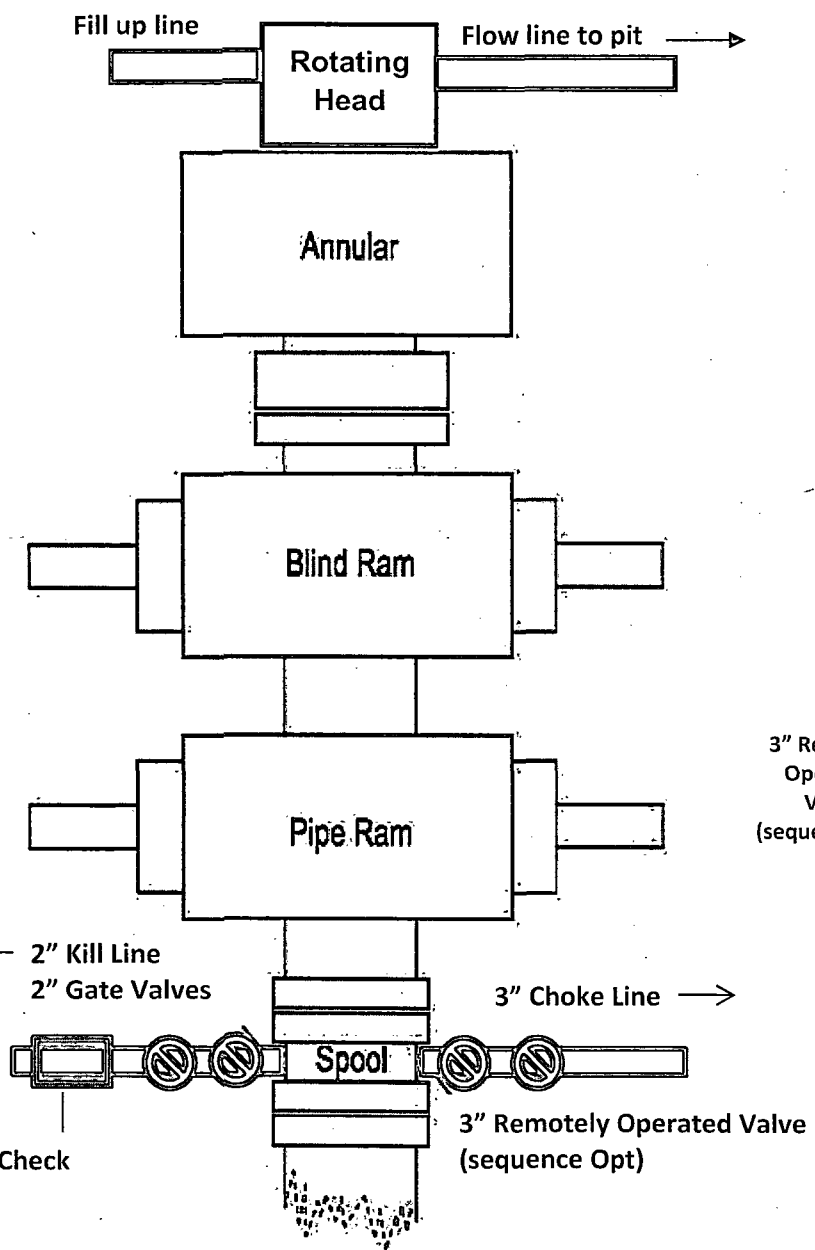 Fill up line
Flow line to pit
Rotating
Head
Annular
Blind Ram
Pipe Ram
3"
(
2" Kill Line
2" Gate Valves
3" Choke Line
Spool
Check
3" Remotely Operated Valve
(sequence Opt)